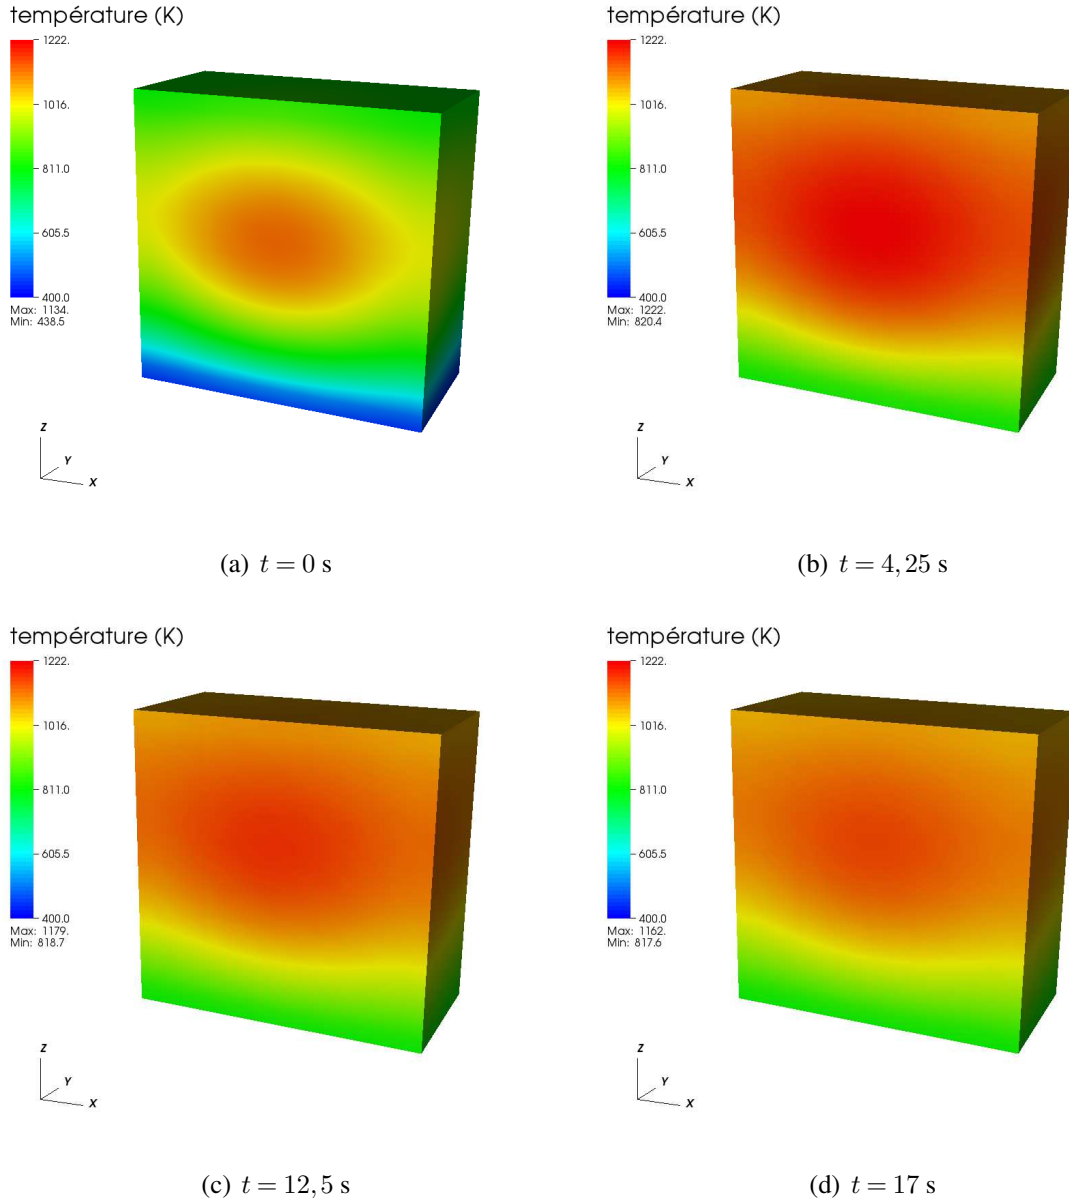 température (K)
1222.
1016.
811.0
605.5
400.0
Max: 1134.
Min: 438.5
Z
Y
X
(a) t = 0 s
température (K)
1222.
1016.
811.0
605.5
400.0
Max: 1222.
Min: 820.4
Z
Y
X
(b) t = 4, 25 s
température (K)
1222.
1016.
811.0
605.5
400.0
Max: 1179.
Min: 818.7
Z
Y
X
(c) t = 12, 5 s
température (K)
1222.
1016.
811.0
605.5
400.0
Max: 1162.
Min: 817.6
Z
Y
X
(d) t = 17 s